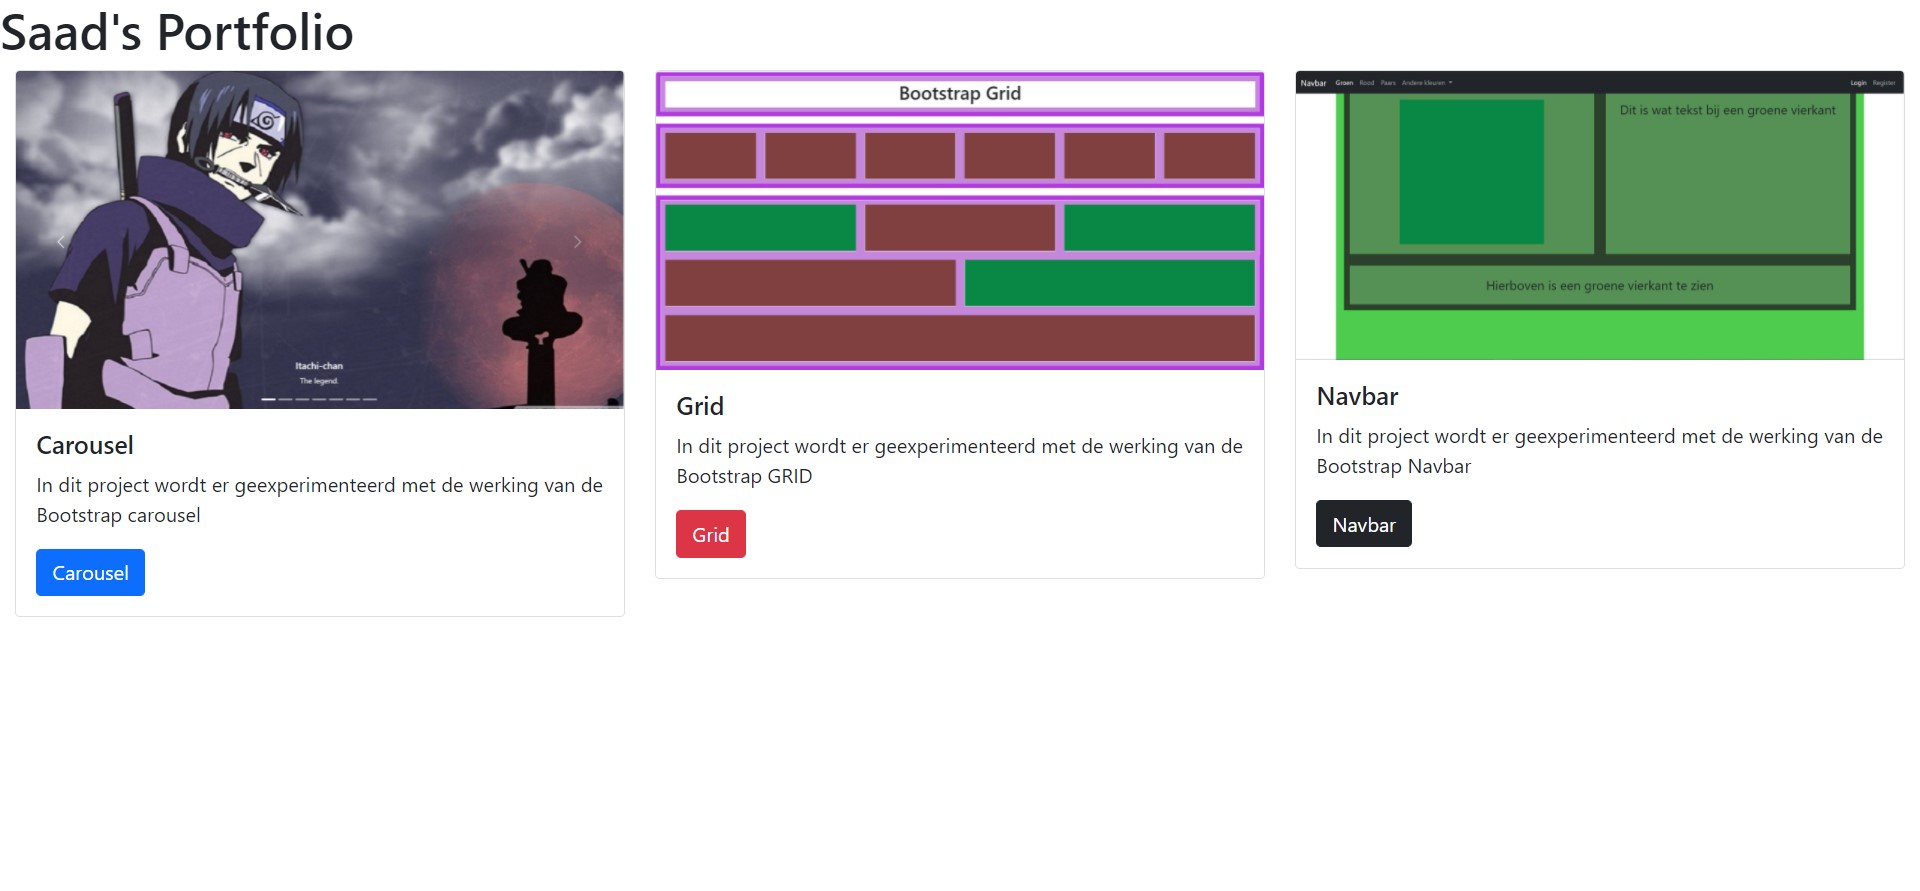 Saad's Portfolio
Itachi-chan
The legend.
Carousel
In dit project wordt er geexperimenteerd met de werking van de
Bootstrap carousel
Carousel
Bootstrap Grid
Grid
In dit project wordt er geexperimenteerd met de werking van de
Bootstrap GRID
Grid
Navbar Groen Rood Paars Andere kleuren Login Register
Dit is wat tekst bij een groene vierkant
Hierboven is een groene vierkant te zien
Navbar
In dit project wordt er geexperimenteerd met de werking van de
Bootstrap Navbar
Navbar